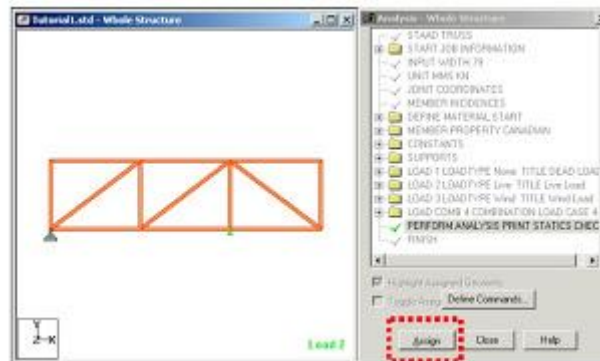 Tutorial1.std - Whole Structure
Analysis - Whole Structure
STAAD TRUSS
START JOB INFORMATION
INPUT WIDTH 79
UNIT MMS KN
JOINT COORDINATES
MEMBER INCIDENCES
DEFINE MATERIAL START
MEMBER PROPERTY CANADIAN
CONSTANTS
SUPPORTS
LOAD 1 LOADTYPE None TITLE DEAD LOAD
LOAD 2 LOADTYPE Live TITLE Live Load
LOAD 3 LOADTYPE Wind TITLE Wind Load
LOAD COMB 4 COMBINATION LOAD CASE 4
PERFORM ANALYSIS PRINT STATICS CHEC
FINISH
Highlight Assigned Geometry
Toggle Assign
Define Commands...
Assign
Close
Help
Y
Z
X
Load 2